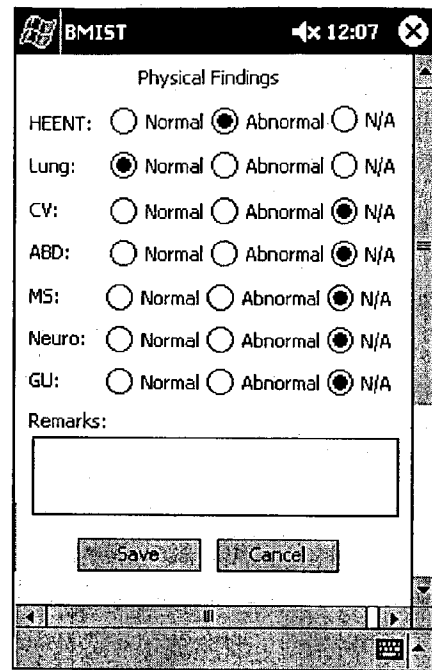 BMIST 12:07
Physical Findings
HEENT: Normal Abnormal N/A
Lung: Normal Abnormal N/A
CV: Normal Abnormal N/A
ABD: Normal Abnormal N/A
MS: Normal Abnormal N/A
Neuro: Normal Abnormal N/A
GU: Normal Abnormal N/A
Remarks:
Save Cancel